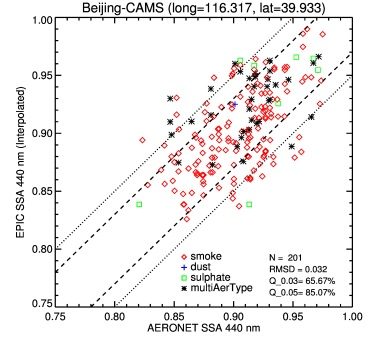 Beijing-CAMS (long=116.317, lat=39.933)
1.00
0.95
0.90
0.85
0.80
0.75
EPIC SSA 440 nm (Interpolated)
smoke
dust
sulphate
multiAerType
N = 201
RMSD = 0.032
Q_0.03= 65.67%
Q_0.05= 85.07%
0.75 0.80 0.85 0.90 0.95 1.00
AERONET SSA 440 nm